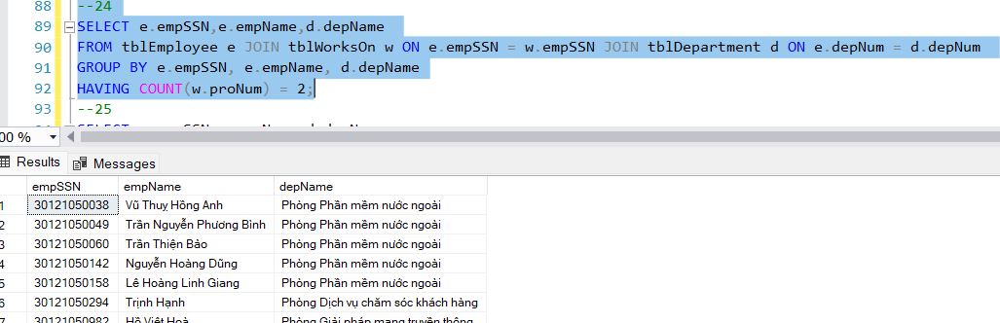 88 --24
89 SELECT e.empSSN,e.empName,d.depName
90 FROM tblEmployee e JOIN tblWorksOn w ON e.empSSN = w.empSSN JOIN tblDepartment d ON e.depNum = d.depNum
91 GROUP BY e.empSSN, e.empName, d.depName
92 HAVING COUNT(w.proNum) = 2;
93 --25
00 %
Results Messages
empSSN empName depName
1 30121050038 Vũ Thuỵ Hồng Anh Phòng Phần mềm nước ngoài
2 30121050049 Trần Nguyễn Phương Bình Phòng Phần mềm nước ngoài
3 30121050060 Trần Thiện Bảo Phòng Phần mềm nước ngoài
4 30121050142 Nguyễn Hoàng Dũng Phòng Phần mềm nước ngoài
5 30121050158 Lê Hoàng Linh Giang Phòng Phần mềm nước ngoài
6 30121050294 Trịnh Hạnh Phòng Dịch vụ chăm sóc khách hàng
7 30121050982 Hồ Việt Hoà Phòng Giải pháp mạng truyền thông